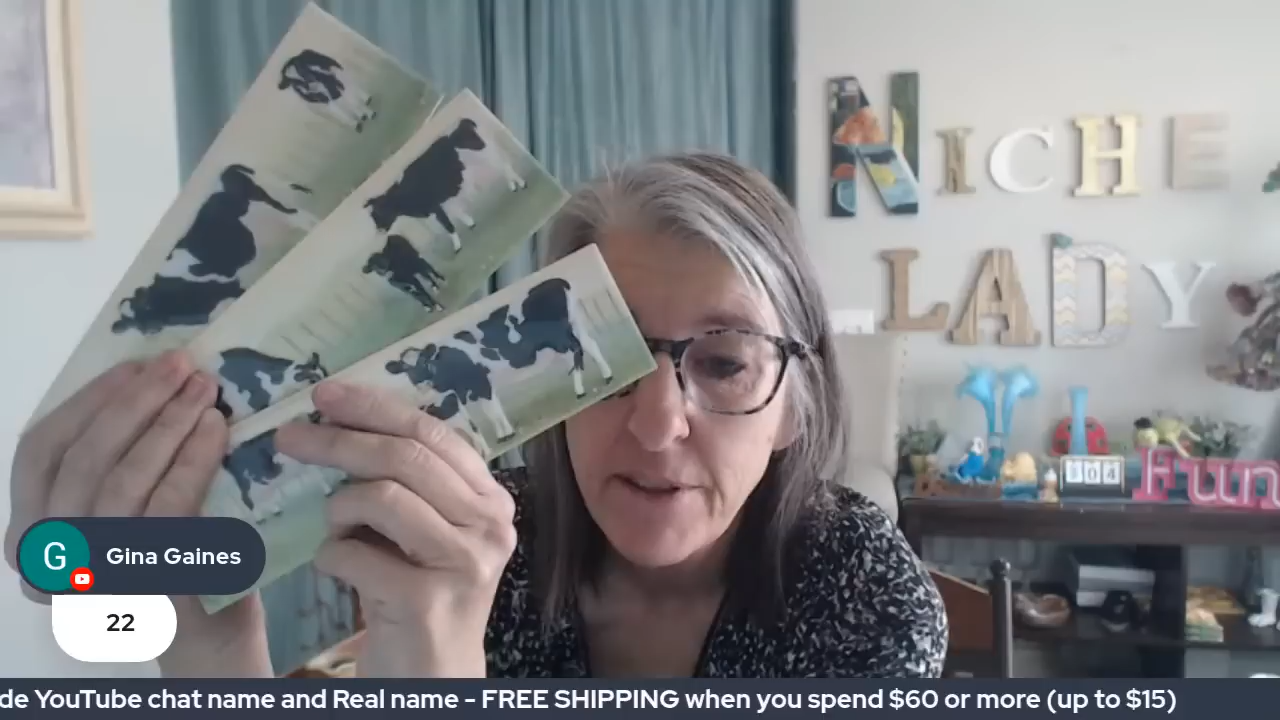 NICHE
LADY
104
Fun
G
Gina Gaines
22
de YouTube chat name and Real name - FREE SHIPPING when you spend $60 or more (up to $15)